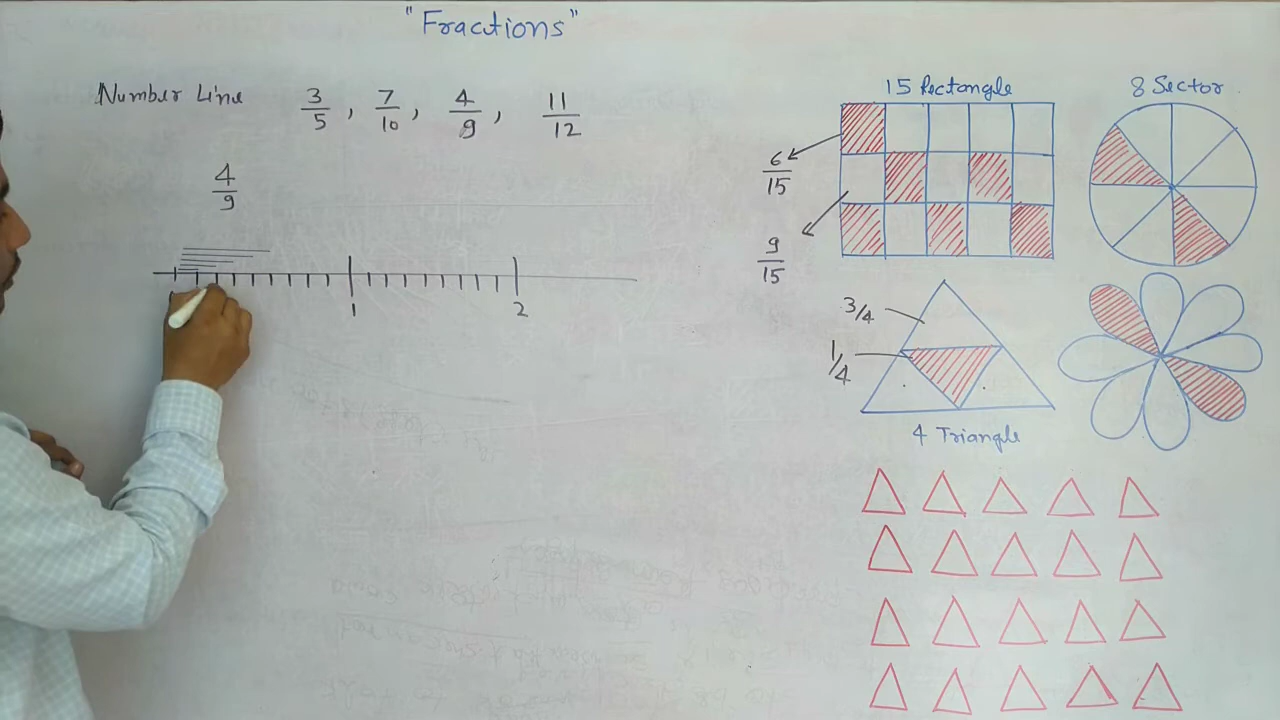 "Fractions"
Number Line 3/5, 7/10, 4/9, 11/12
4/9
1 2
15 Rectangle
6/15
9/15
8 Sector
3/4
1/4
4 Triangle